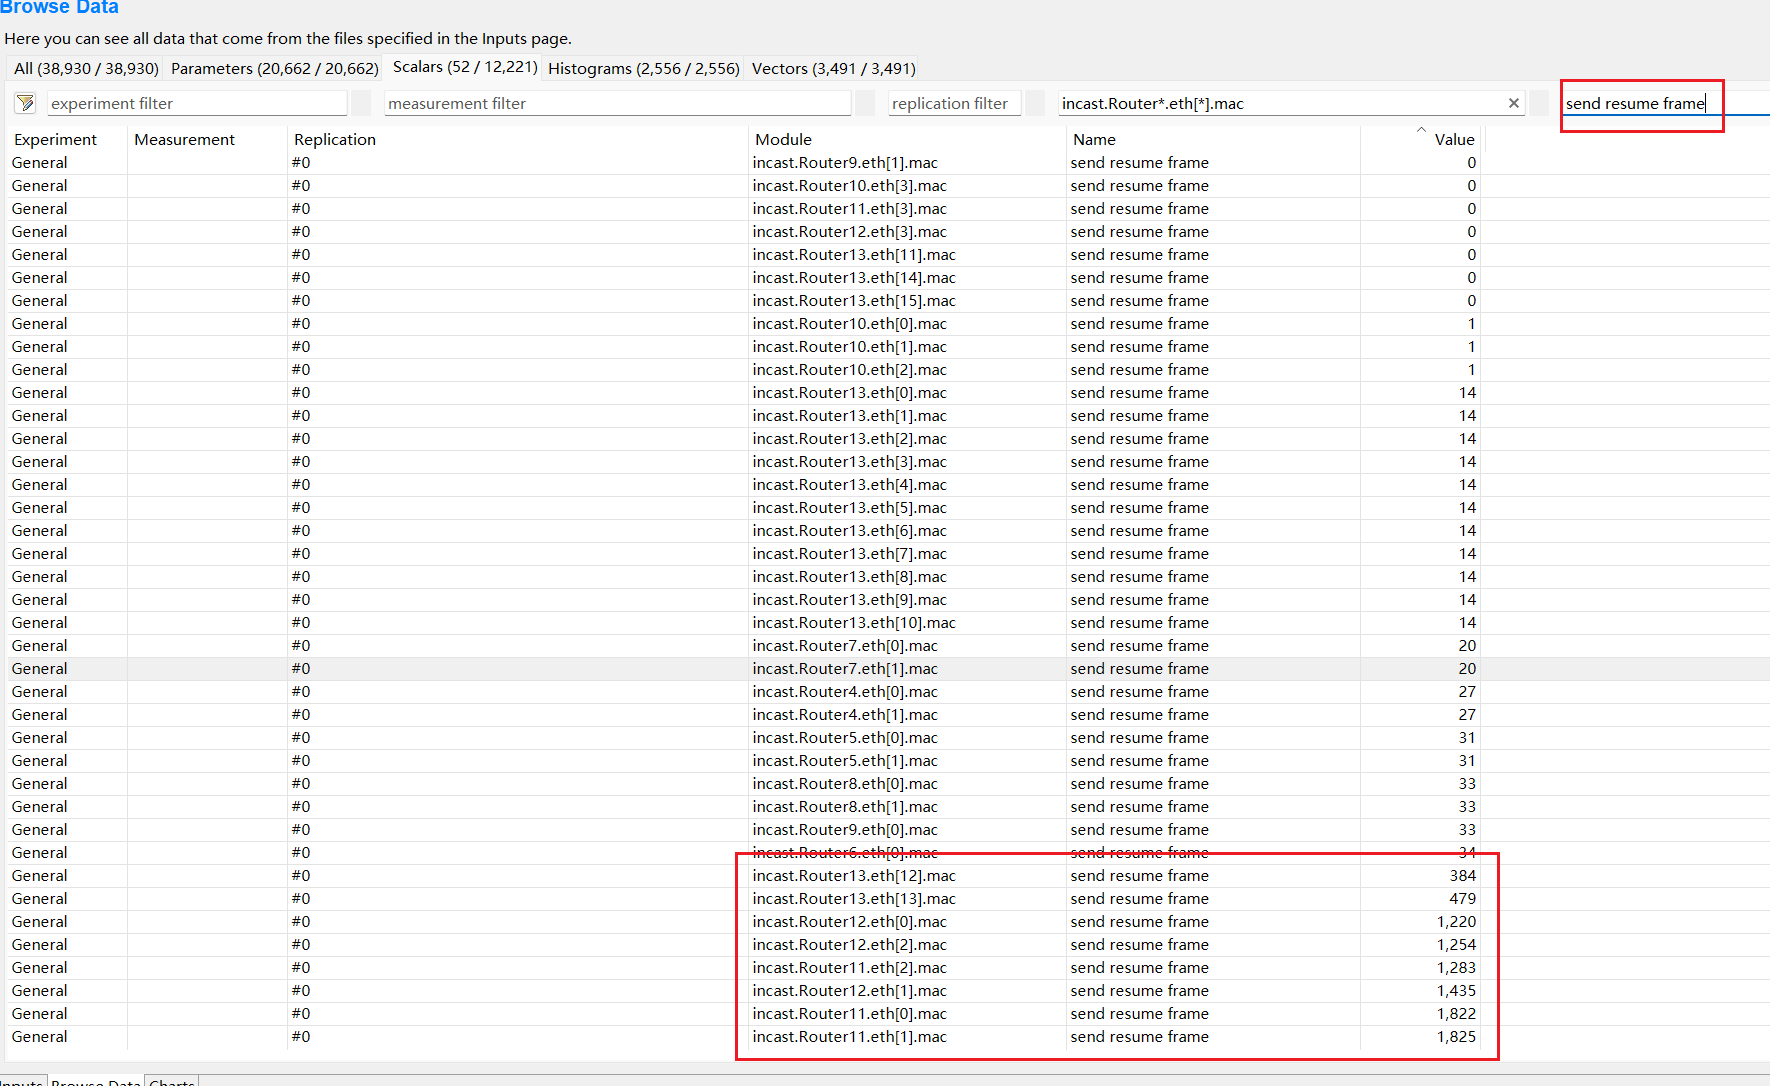 Browse Data
Here you can see all data that come from the files specified in the Inputs page.
All (38,930 / 38,930) Parameters (20,662 / 20,662) Scalars (52 / 12,221) Histograms (2,556 / 2,556) Vectors (3,491 / 3,491)
experiment filter measurement filter replication filter incast.Router*.eth[*].mac send resume frame
Experiment Measurement Replication Module Name Value
General #0 incast.Router9.eth[1].mac send resume frame 0
General #0 incast.Router10.eth[3].mac send resume frame 0
General #0 incast.Router11.eth[3].mac send resume frame 0
General #0 incast.Router12.eth[3].mac send resume frame 0
General #0 incast.Router13.eth[11].mac send resume frame 0
General #0 incast.Router13.eth[14].mac send resume frame 0
General #0 incast.Router13.eth[15].mac send resume frame 0
General #0 incast.Router10.eth[0].mac send resume frame 1
General #0 incast.Router10.eth[1].mac send resume frame 1
General #0 incast.Router10.eth[2].mac send resume frame 1
General #0 incast.Router13.eth[0].mac send resume frame 14
General #0 incast.Router13.eth[1].mac send resume frame 14
General #0 incast.Router13.eth[2].mac send resume frame 14
General #0 incast.Router13.eth[3].mac send resume frame 14
General #0 incast.Router13.eth[4].mac send resume frame 14
General #0 incast.Router13.eth[5].mac send resume frame 14
General #0 incast.Router13.eth[6].mac send resume frame 14
General #0 incast.Router13.eth[7].mac send resume frame 14
General #0 incast.Router13.eth[8].mac send resume frame 14
General #0 incast.Router13.eth[9].mac send resume frame 14
General #0 incast.Router13.eth[10].mac send resume frame 14
General #0 incast.Router7.eth[0].mac send resume frame 20
General #0 incast.Router7.eth[1].mac send resume frame 20
General #0 incast.Router4.eth[0].mac send resume frame 27
General #0 incast.Router4.eth[1].mac send resume frame 27
General #0 incast.Router5.eth[0].mac send resume frame 31
General #0 incast.Router5.eth[1].mac send resume frame 31
General #0 incast.Router8.eth[0].mac send resume frame 33
General #0 incast.Router8.eth[1].mac send resume frame 33
General #0 incast.Router9.eth[0].mac send resume frame 33
General #0 incast.Router6.eth[0].mac send resume frame 34
General #0 incast.Router13.eth[12].mac send resume frame 384
General #0 incast.Router13.eth[13].mac send resume frame 479
General #0 incast.Router12.eth[0].mac send resume frame 1,220
General #0 incast.Router12.eth[2].mac send resume frame 1,254
General #0 incast.Router11.eth[2].mac send resume frame 1,283
General #0 incast.Router12.eth[1].mac send resume frame 1,435
General #0 incast.Router11.eth[0].mac send resume frame 1,822
General #0 incast.Router11.eth[1].mac send resume frame 1,825
Inputs Browse Data Charts